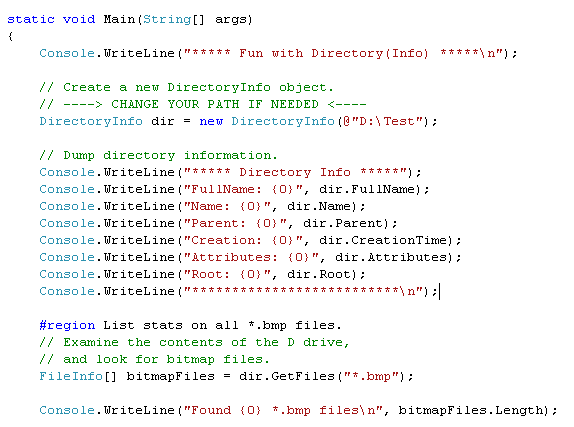 static void Main(String[] args)
{
    Console.WriteLine("***** Fun with Directory(Info) *****\n");

    // Create a new DirectoryInfo object.
    // ----> CHANGE YOUR PATH IF NEEDED <----
    DirectoryInfo dir = new DirectoryInfo(@"D:\Test");

    // Dump directory information.
    Console.WriteLine("***** Directory Info *****");
    Console.WriteLine("FullName: {0}", dir.FullName);
    Console.WriteLine("Name: {0}", dir.Name);
    Console.WriteLine("Parent: {0}", dir.Parent);
    Console.WriteLine("Creation: {0}", dir.CreationTime);
    Console.WriteLine("Attributes: {0}", dir.Attributes);
    Console.WriteLine("Root: {0}", dir.Root);
    Console.WriteLine("**************************\n");

    #region List stats on all *.bmp files.
    // Examine the contents of the D drive,
    // and look for bitmap files.
    FileInfo[] bitmapFiles = dir.GetFiles("*.bmp");

    Console.WriteLine("Found {0} *.bmp files\n", bitmapFiles.Length);